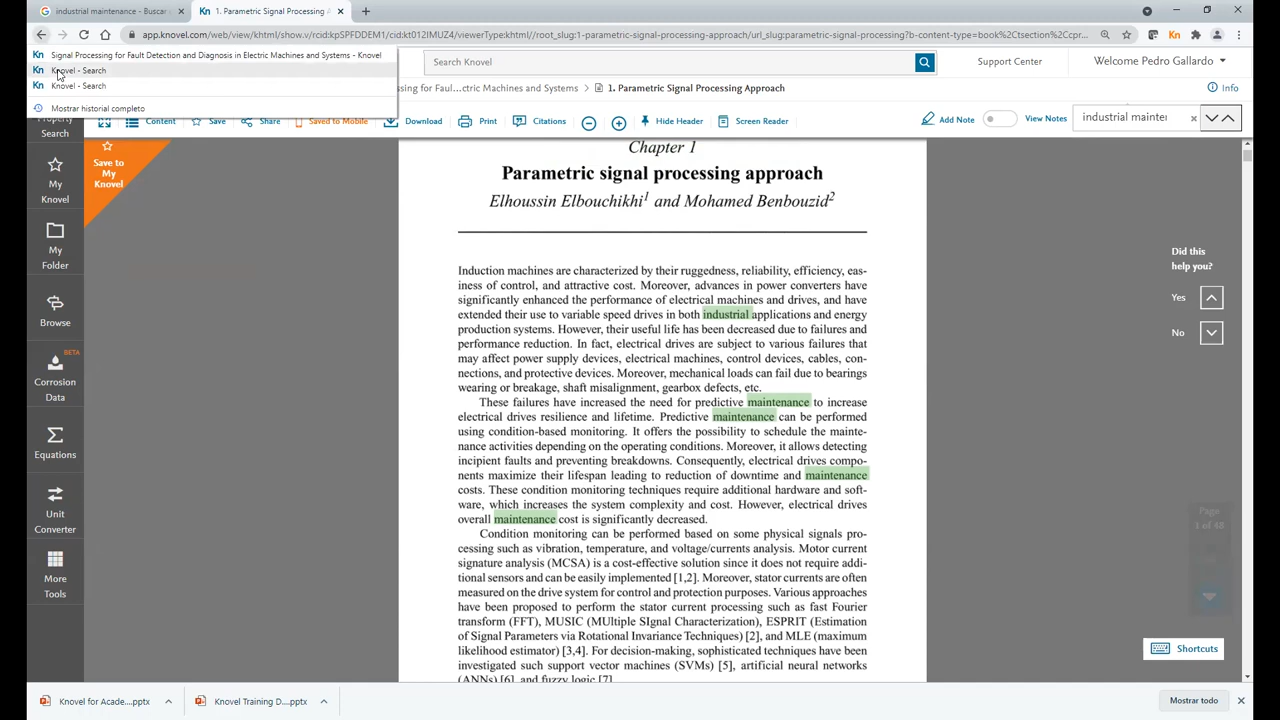 industrial maintenance - Buscar
Kn 1. Parametric Signal Processing A
app.knovel.com/web/view/khtml/show.v/rcid:kpSPFDDEM1/cid:kt012IMUZ4/viewerType:khtml//root_slug:1-parametric-signal-processing-approach/url_slug:parametric-signal-processing?b-content-type=book%2Ctsection%2Ccpr...
Kn Signal Processing for Fault Detection and Diagnosis in Electric Machines and Systems - Knovel
Kn Knovel - Search
Kn Knovel - Search
Mostrar historial completo
Search Knovel
Support Center
Welcome Pedro Gallardo
ing for Faul...ctric Machines and Systems > 1. Parametric Signal Processing Approach
Info
Property
Search
Content
Save
Share
Saved to Mobile
Download
Print
Citations
Hide Header
Screen Reader
Add Note
View Notes
industrial mainter
Save to
My
Knovel
My
Knovel
My
Folder
Browse
BETA
Corrosion
Data
Equations
Unit
Converter
More
Tools
Chapter 1
Parametric signal processing approach
Elhoussin Elbouchikhi1 and Mohamed Benbouzid2
Induction machines are characterized by their ruggedness, reliability, efficiency, eas-
iness of control, and attractive cost. Moreover, advances in power converters have
significantly enhanced the performance of electrical machines and drives, and have
extended their use to variable speed drives in both industrial applications and energy
production systems. However, their useful life has been decreased due to failures and
performance reduction. In fact, electrical drives are subject to various failures that
may affect power supply devices, electrical machines, control devices, cables, con-
nections, and protective devices. Moreover, mechanical loads can fail due to bearings
wearing or breakage, shaft misalignment, gearbox defects, etc.
These failures have increased the need for predictive maintenance to increase
electrical drives resilience and lifetime. Predictive maintenance can be performed
using condition-based monitoring. It offers the possibility to schedule the mainte-
nance activities depending on the operating conditions. Moreover, it allows detecting
incipient faults and preventing breakdowns. Consequently, electrical drives compo-
nents maximize their lifespan leading to reduction of downtime and maintenance
costs. These condition monitoring techniques require additional hardware and soft-
ware, which increases the system complexity and cost. However, electrical drives
overall maintenance cost is significantly decreased.
Condition monitoring can be performed based on some physical signals pro-
cessing such as vibration, temperature, and voltage/currents analysis. Motor current
signature analysis (MCSA) is a cost-effective solution since it does not require addi-
tional sensors and can be easily implemented [1,2]. Moreover, stator currents are often
measured on the drive system for control and protection purposes. Various approaches
have been proposed to perform the stator current processing such as fast Fourier
transform (FFT), MUSIC (MUltiple SIgnal Characterization), ESPRIT (Estimation
of Signal Parameters via Rotational Invariance Techniques) [2], and MLE (maximum
likelihood estimator) [3,4]. For decision-making, sophisticated techniques have been
investigated such support vector machines (SVMs) [5], artificial neural networks
(ANNs) [6], and fuzzy logic [7].
Did this
help you?
Yes
No
Page
3 of 48
Shortcuts
Knovel for Acade....pptx
Knovel Training D....pptx
Mostrar todo